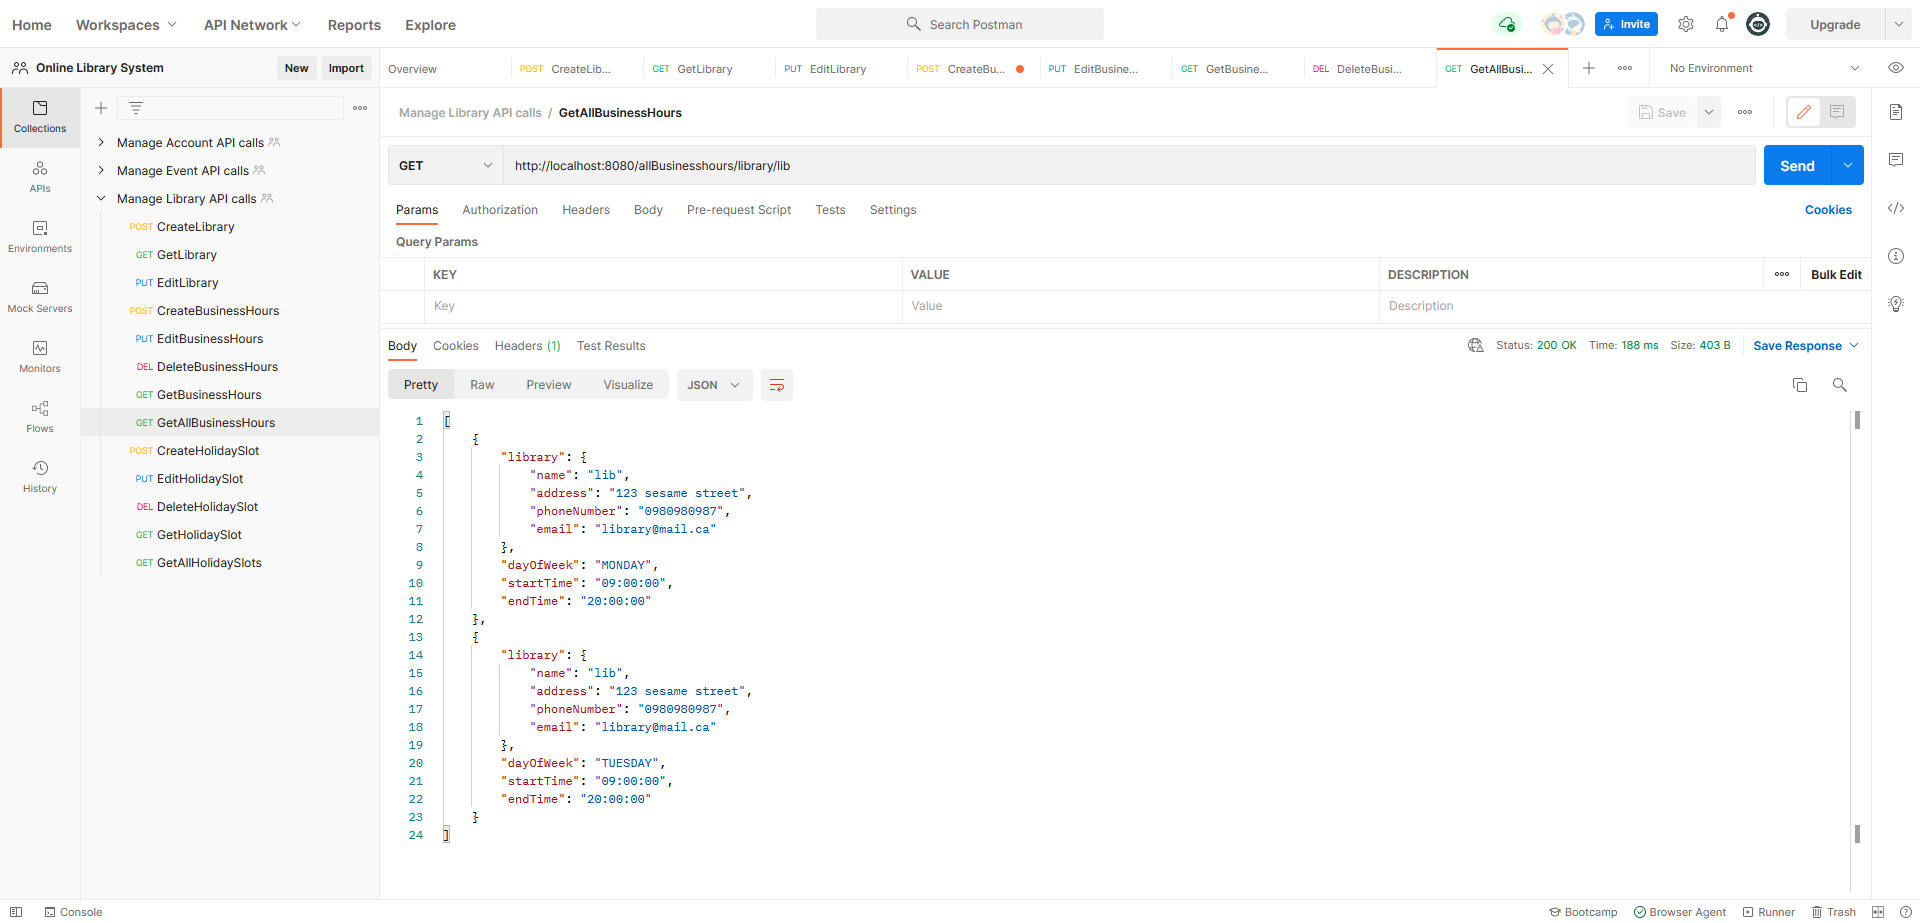 Home Workspaces API Network Reports Explore Search Postman Invite Upgrade
Online Library System New Import
Overview POST CreateLib... GET GetLibrary PUT EditLibrary POST CreateBu... PUT EditBusine... GET GetBusine... DEL DeleteBusi... GET GetAllBusi... No Environment
Collections
APIs
Environments
Mock Servers
Monitors
Flows
History
Manage Account API calls
Manage Event API calls
Manage Library API calls
POST CreateLibrary
GET GetLibrary
PUT EditLibrary
POST CreateBusinessHours
PUT EditBusinessHours
DEL DeleteBusinessHours
GET GetBusinessHours
GET GetAllBusinessHours
POST CreateHolidaySlot
PUT EditHolidaySlot
DEL DeleteHolidaySlot
GET GetHolidaySlot
GET GetAllHolidaySlots
Manage Library API calls / GetAllBusinessHours Save
GET http://localhost:8080/allBusinesshours/library/lib Send
Params Authorization Headers Body Pre-request Script Tests Settings Cookies
Query Params
KEY VALUE DESCRIPTION Bulk Edit
Key Value Description
Body Cookies Headers (1) Test Results Status: 200 OK Time: 188 ms Size: 403 B Save Response
Pretty Raw Preview Visualize JSON
1 [
2 {
3 "library": {
4 "name": "lib",
5 "address": "123 sesame street",
6 "phoneNumber": "0980980987",
7 "email": "library@mail.ca"
8 },
9 "dayOfWeek": "MONDAY",
10 "startTime": "09:00:00",
11 "endTime": "20:00:00"
12 },
13 {
14 "library": {
15 "name": "lib",
16 "address": "123 sesame street",
17 "phoneNumber": "0980980987",
18 "email": "library@mail.ca"
19 },
20 "dayOfWeek": "TUESDAY",
21 "startTime": "09:00:00",
22 "endTime": "20:00:00"
23 }
24 ]
Console Bootcamp Browser Agent Runner Trash